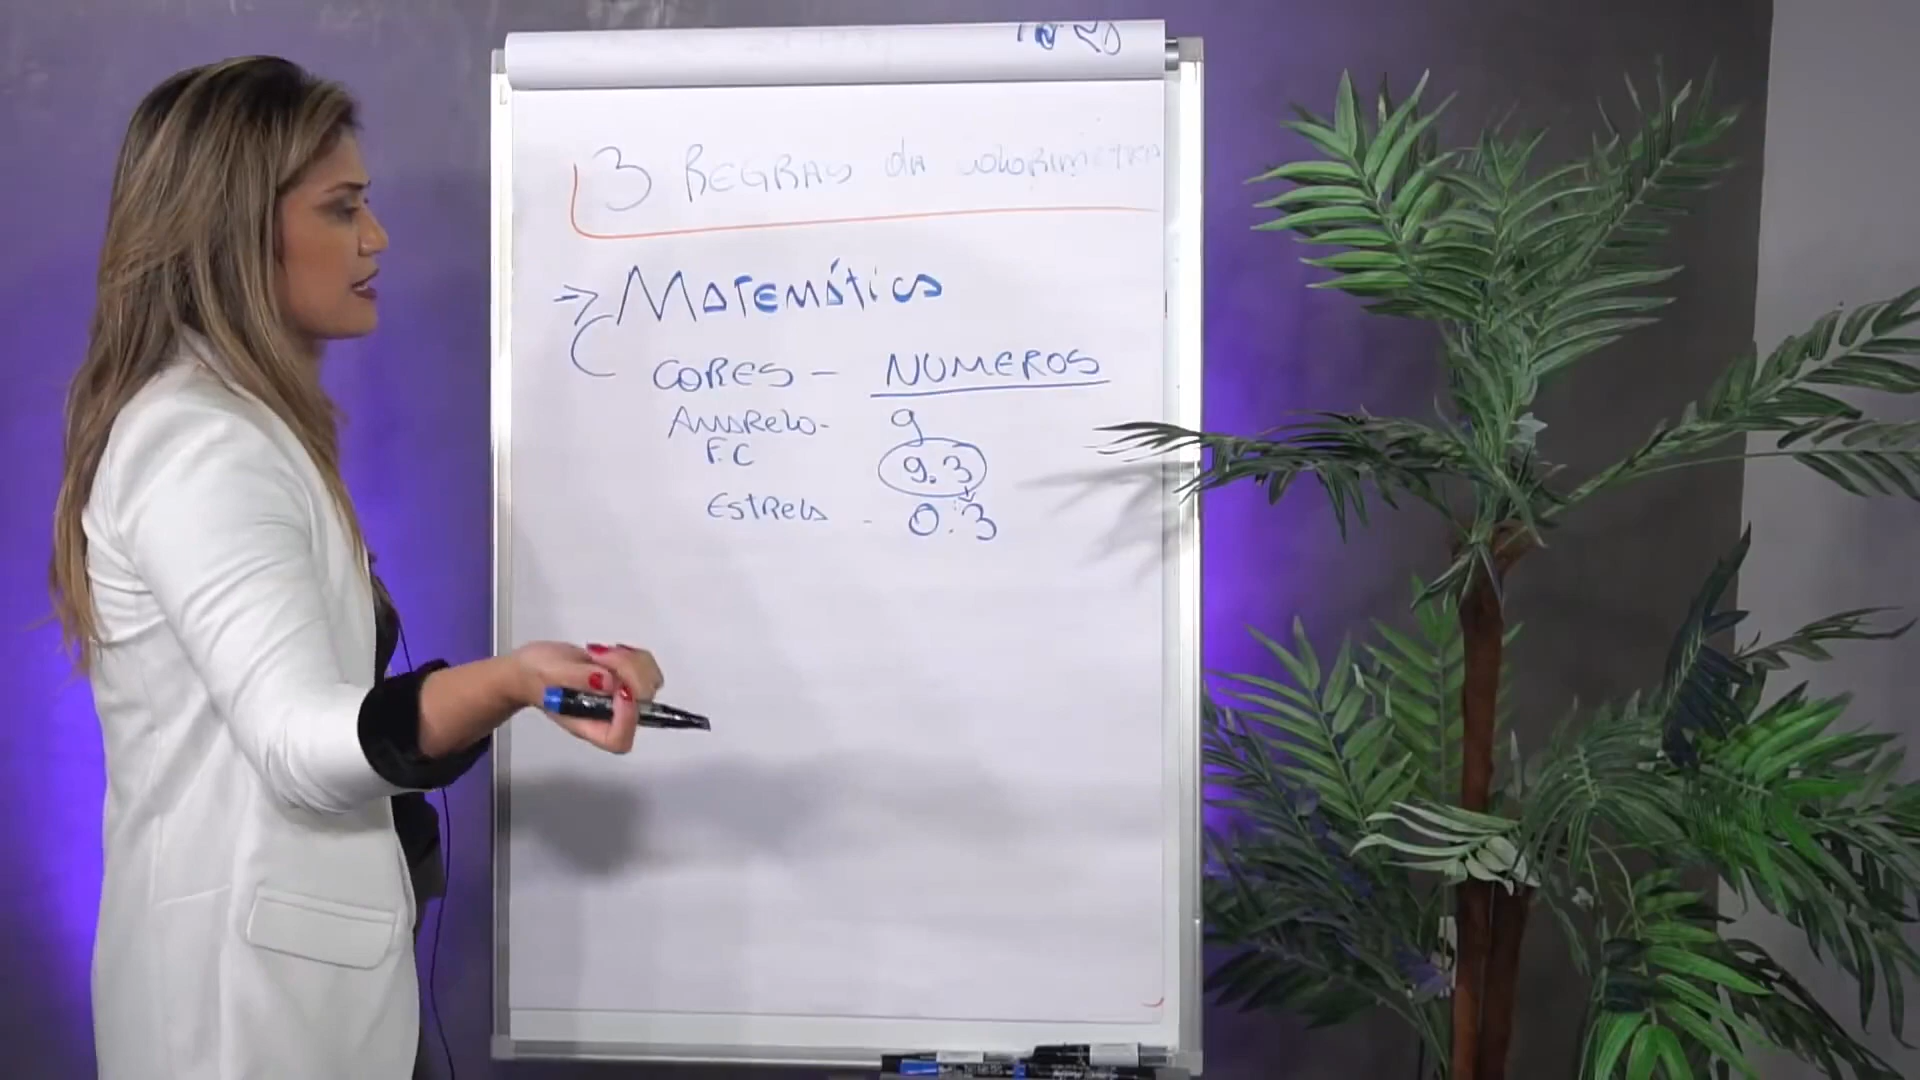 3 REGRAS da colorimetria
→ Matemática
CORES - NUMEROS
Amarelo- 9
F.C 9.3
Estrela - 0.3